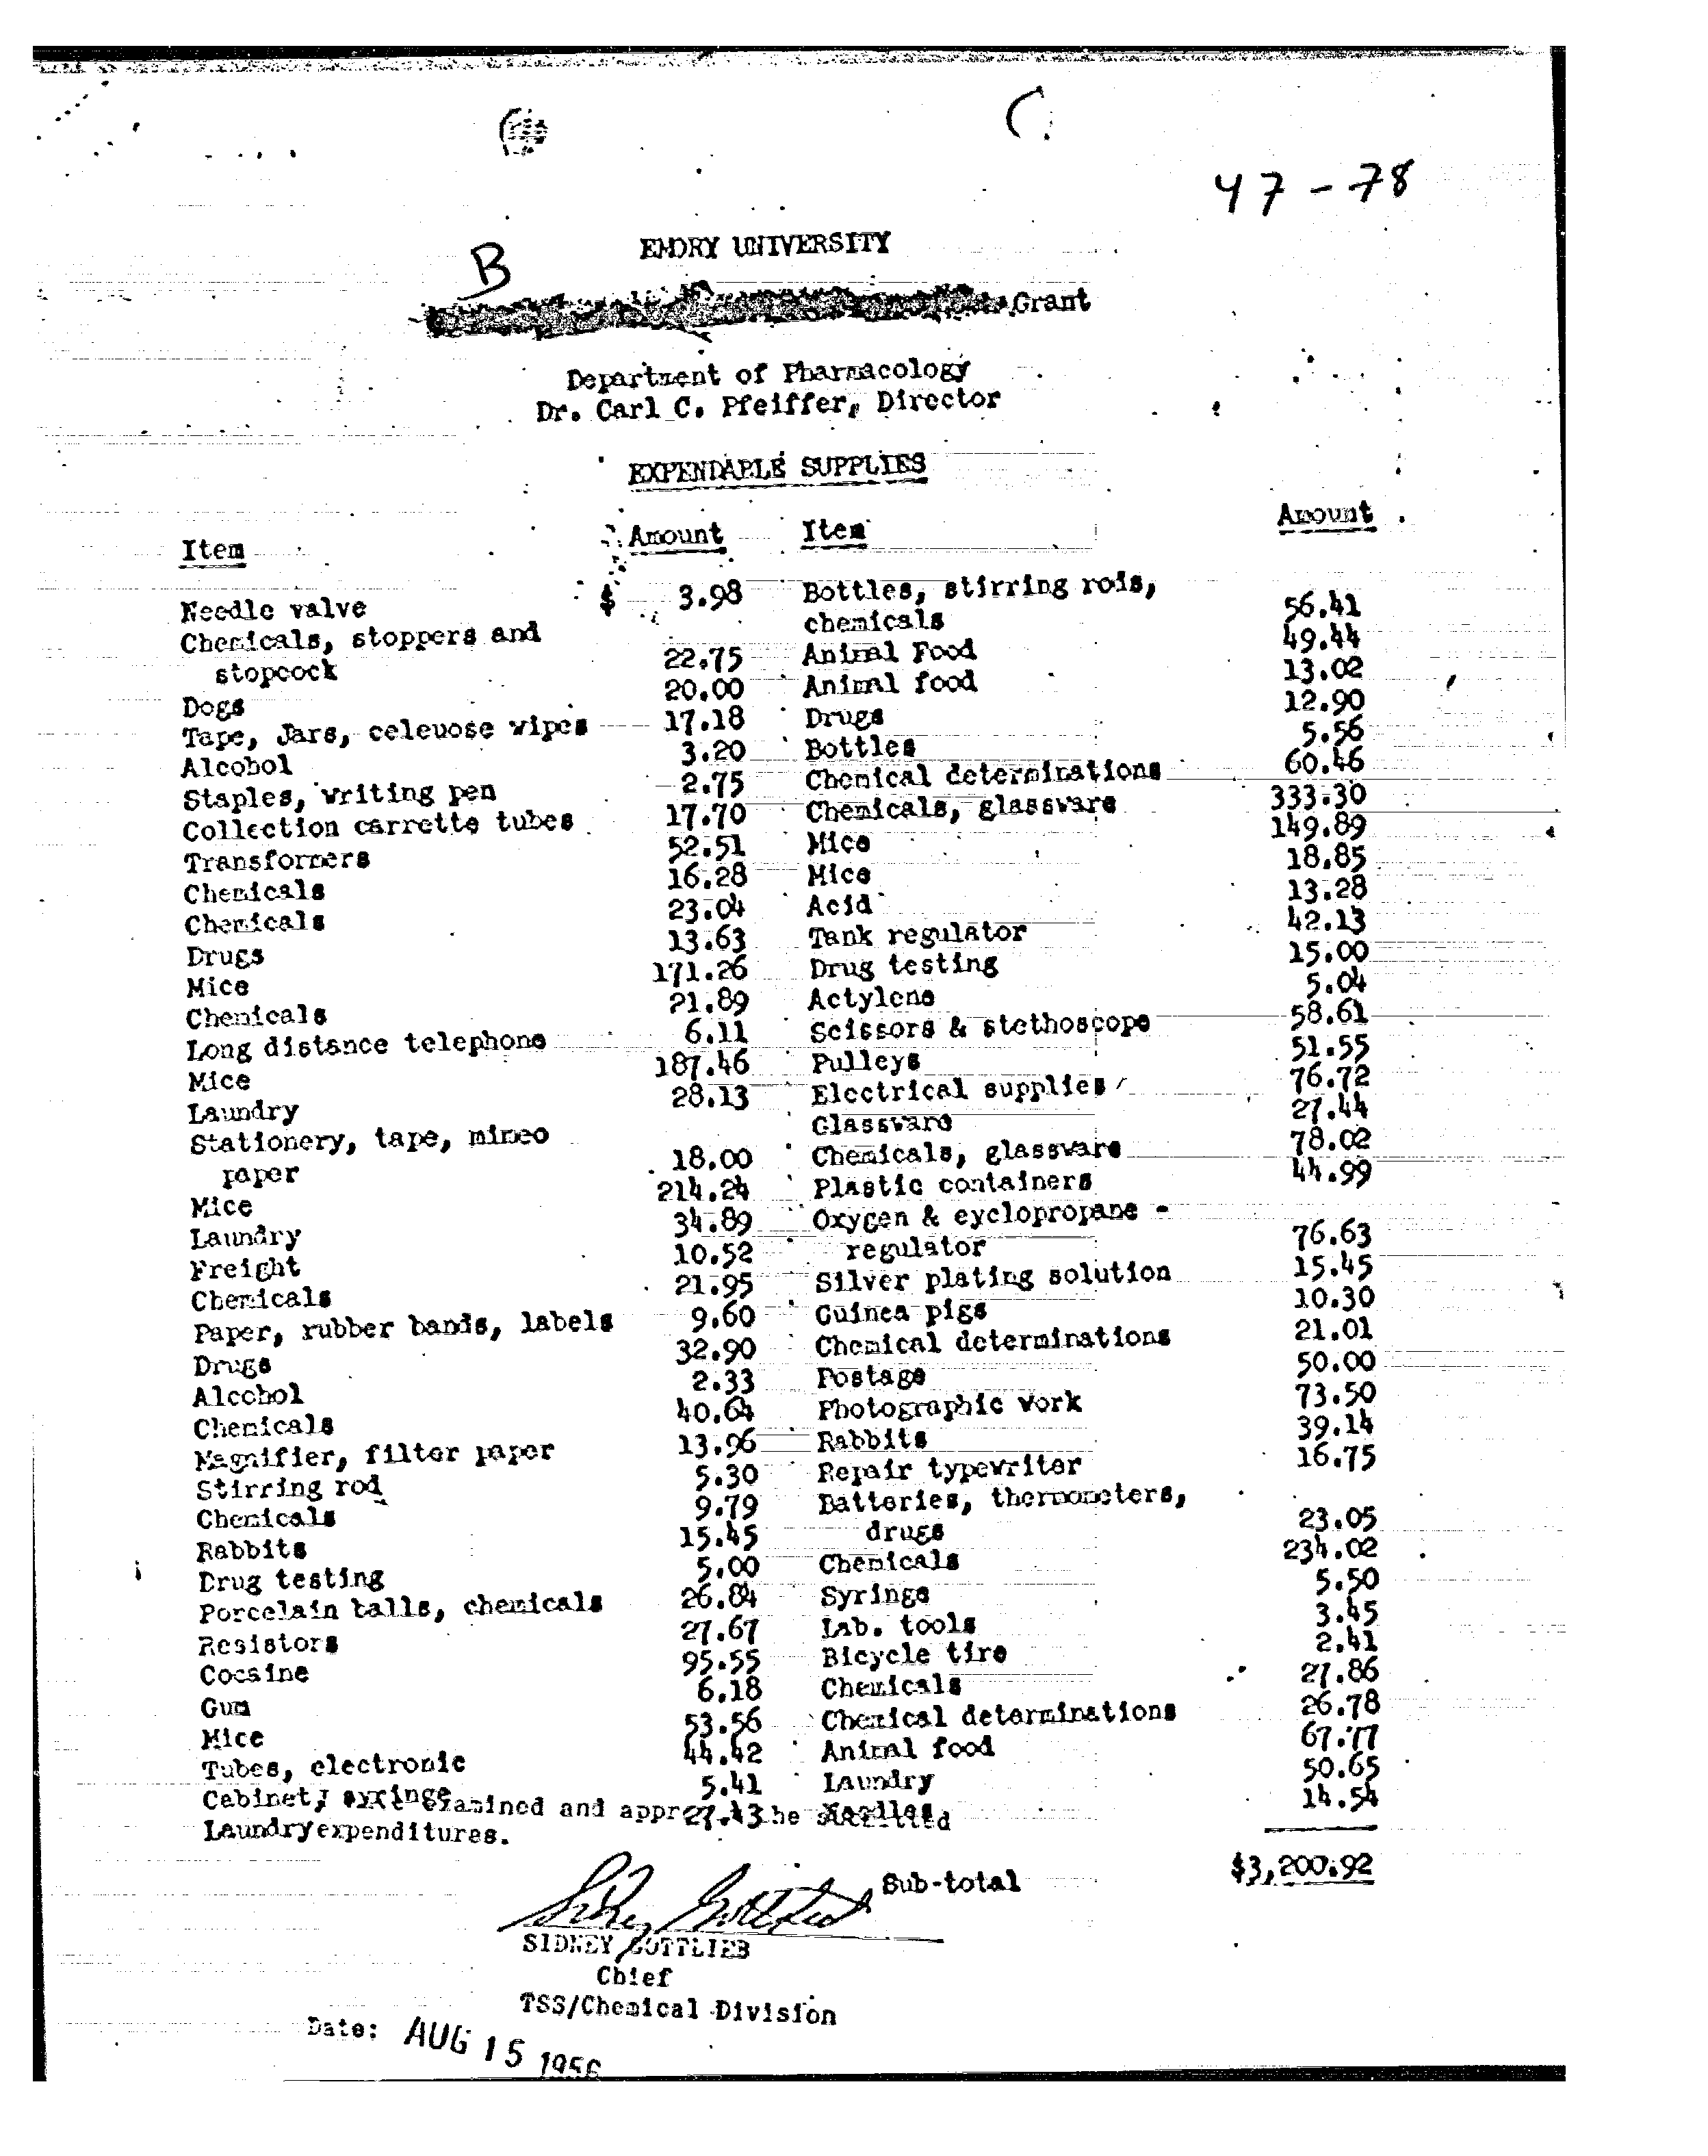 47-78
B
EMORY UNIVERSITY
Grant
Department of Pharmacology
Dr. Carl C. Pfeiffer, Director
EXPENDABLE SUPPLIES
Item Amount Item Amount
Needle valve $ 3.98 Bottles, stirring rods,
Chemicals, stoppers and chemicals 56.41
stopcock 22.75 Animal Food 49.44
Dogs 20.00 Animal food 13.02
Tape, Jars, celeuose wipes 17.18 Drugs 12.90
Alcohol 3.20 Bottles 5.56
Staples, writing pen 2.75 Chemical determinations 60.46
Collection carrette tubes 17.70 Chemicals, glassware 333.30
Transformers 52.51 Mice 149.89
Chemicals 16.28 Mice 18.85
Chemicals 23.04 Acid 13.28
Drugs 13.63 Tank regulator 42.13
Mice 171.26 Drug testing 15.00
Chemicals 21.89 Actylene 5.04
Long distance telephone 6.11 Scissors & stethoscope 58.61
Mice 187.46 Pulleys 51.55
Laundry 28.13 Electrical supplies 76.72
Stationery, tape, mimeo Glassware 27.44
paper 18.00 Chemicals, glassware 78.02
Mice 214.24 Plastic containers 44.99
Laundry 34.89 Oxygen & cyclopropane -
Freight 10.52 regulator 76.63
Chemicals 21.95 Silver plating solution 15.45
Paper, rubber bands, labels 9.60 Guinea pigs 10.30
Drugs 32.90 Chemical determinations 21.01
Alcohol 2.33 Postage 50.00
Chemicals 40.64 Photographic work 73.50
Magnifier, filter paper 13.96 Rabbits 39.14
Stirring rod 5.30 Repair typewriter 16.75
Chemicals 9.79 Batteries, thermometers,
Rabbits 15.45 drugs 23.05
Drug testing 5.00 Chemicals 234.02
Porcelain balls, chemicals 26.84 Syringe 5.50
Resistors 27.67 Lab. tools 3.45
Cocaine 95.55 Bicycle tire 2.41
Gum 6.18 Chemicals 27.86
Mice 53.56 Chemical determinations 26.78
Tubes, electronic 44.42 Animal food 67.77
Cabinet, syringe 5.41 Laundry 50.65
Laundry 27.43 Needles 14.54
and
expenditures.
Sub-total $3,200.92
Sidney Gottlieb
SIDNEY GOTTLIEB
Chief
TSS/Chemical Division
Date: AUG 15 1956